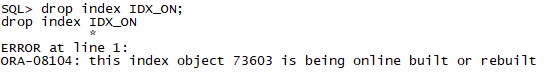 SQL> drop index IDX_ON;
drop index IDX_ON
*
ERROR at line 1:
ORA-08104: this index object 73603 is being online built or rebuilt